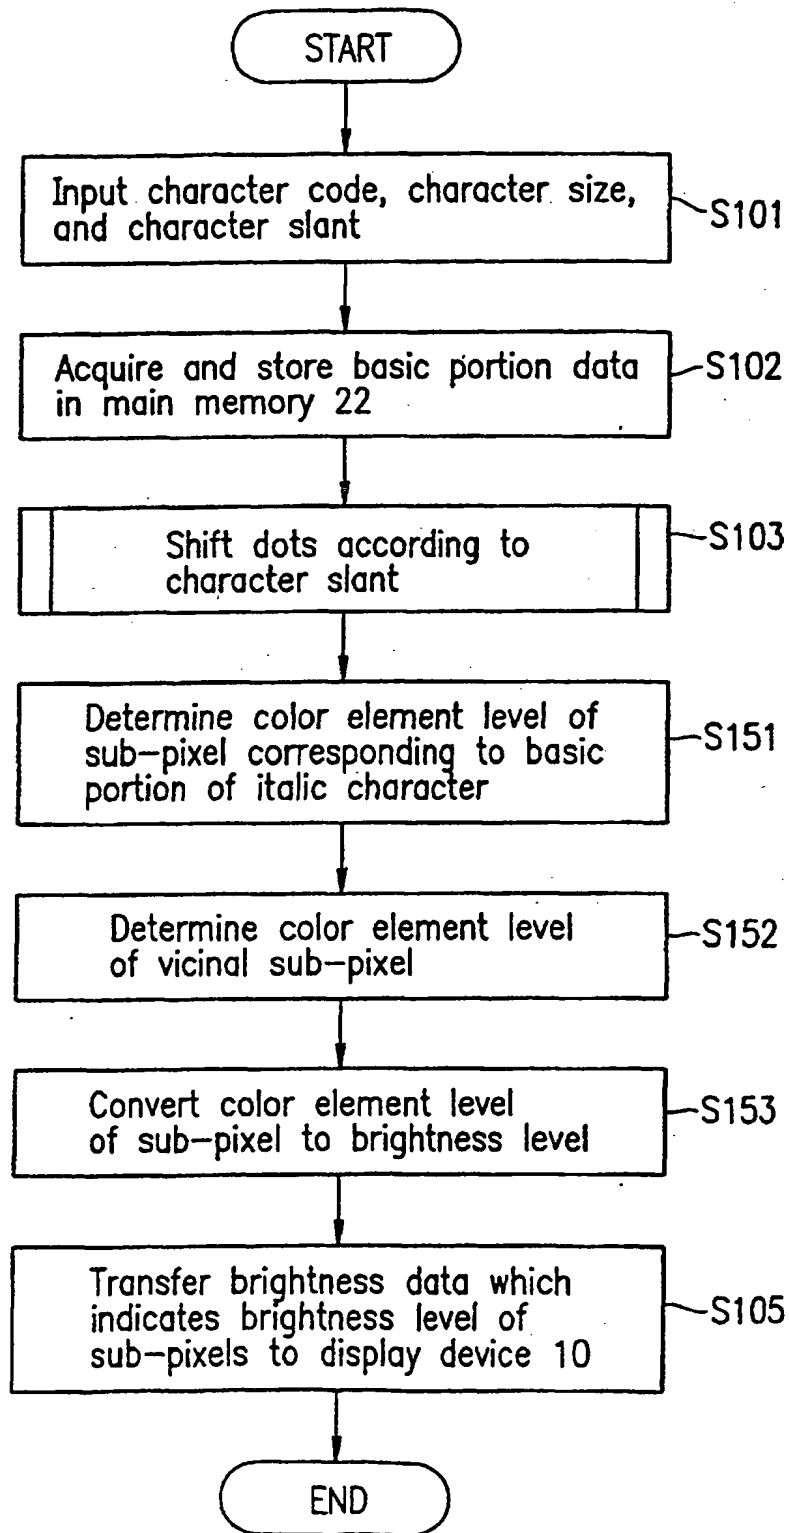 START
Input character code, character size,
and character slant
S101
Acquire and store basic portion data
in main memory 22
S102
Shift dots according to
character slant
S103
Determine color element level of
sub-pixel corresponding to basic
portion of italic character
S151
Determine color element level
of vicinal sub-pixel
S152
Convert color element level
of sub-pixel to brightness level
S153
Transfer brightness data which
indicates brightness level of
sub-pixels to display device 10
S105
END